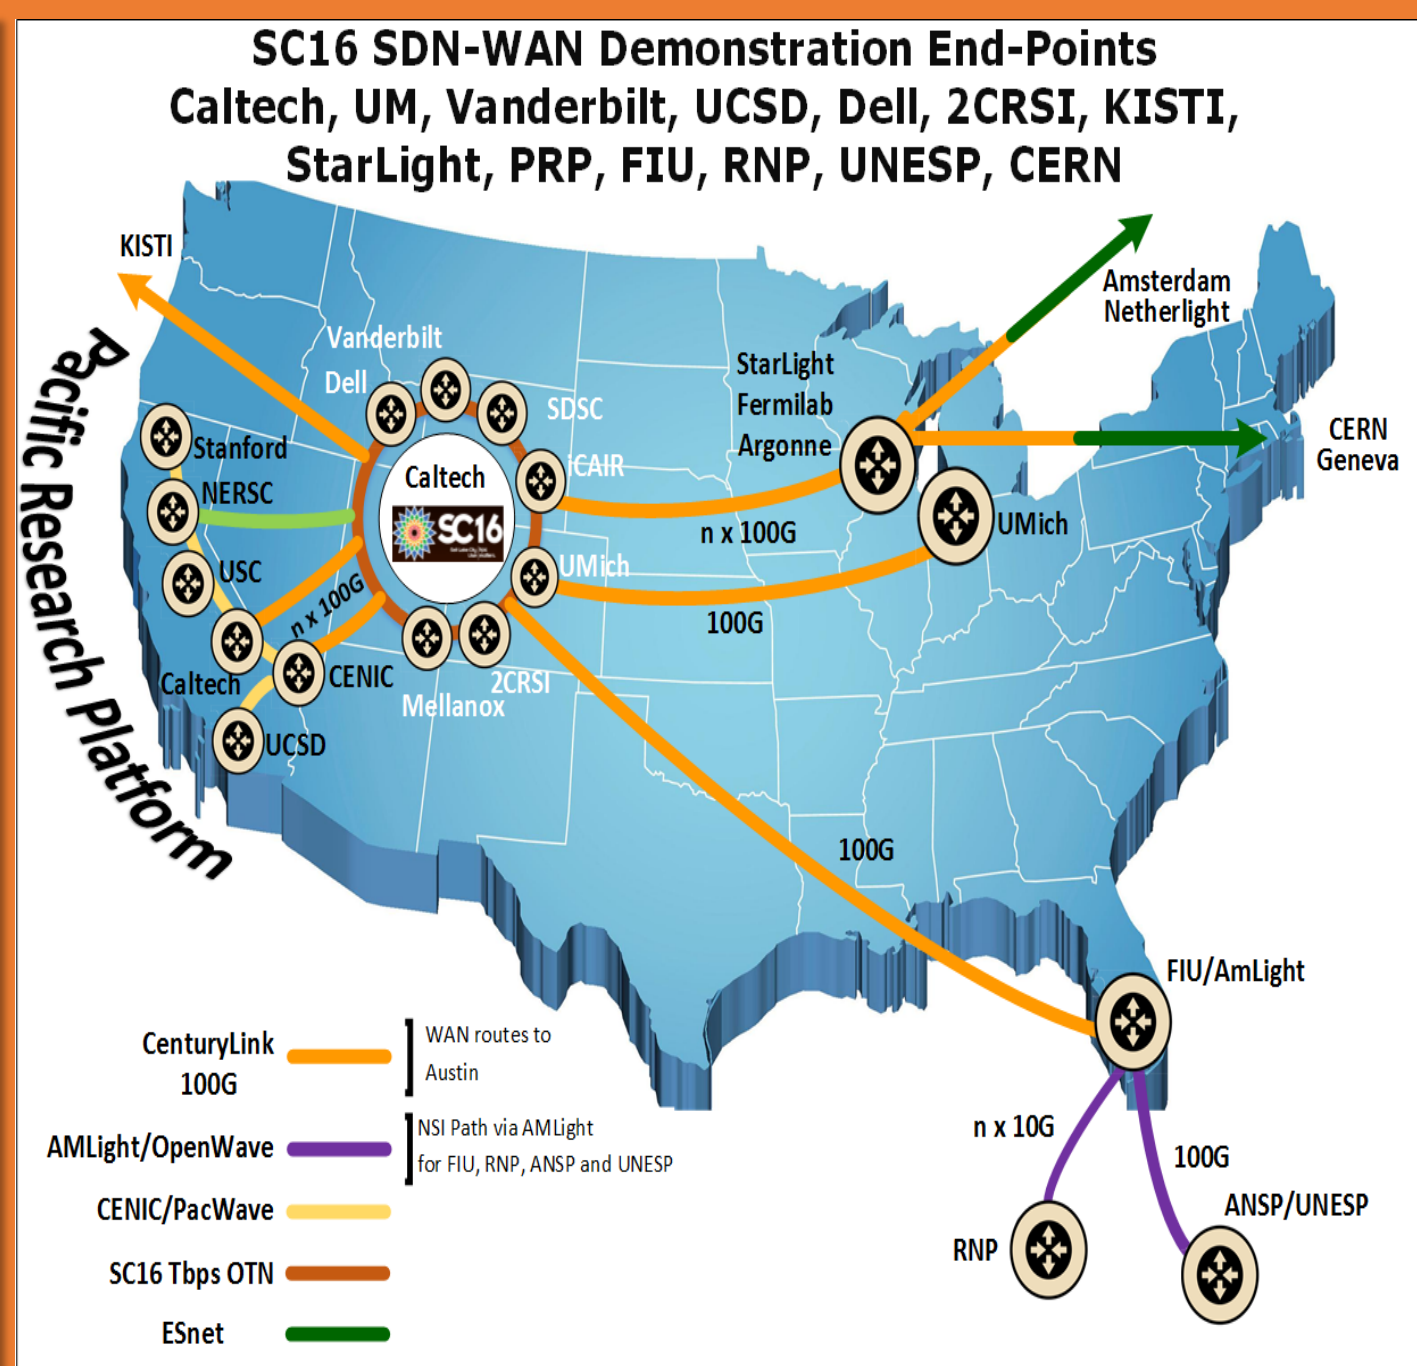 SC16 SDN-WAN Demonstration End-Points
Caltech, UM, Vanderbilt, UCSD, Dell, 2CRSI, KISTI,
StarLight, PRP, FIU, RNP, UNESP, CERN
KISTI
Amsterdam
Netherlight
Vanderbilt
Dell
SDSC
iCAIR
StarLight
Fermilab
Argonne
CERN
Geneva
Pacific Research Platform
Stanford
NERSC
USC
Caltech
SC16
n x 100G
UMich
UMich
n x 100G
100G
Caltech
CENIC
2CRSI
Mellanox
UCSD
100G
FIU/AmLight
CenturyLink
100G
WAN routes to
Austin
AMLight/OpenWave
NSI Path via AMLight
for FIU, RNP, ANSP and UNESP
n x 10G
100G
CENIC/PacWave
ANSP/UNESP
RNP
SC16 Tbps OTN
ESnet